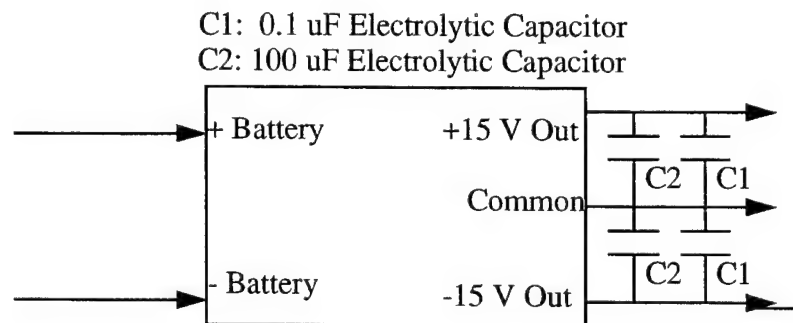 C1: 0.1 uF Electrolytic Capacitor
C2: 100 uF Electrolytic Capacitor
+ Battery +15 V Out
C2 C1
Common
C2 C1
- Battery -15 V Out